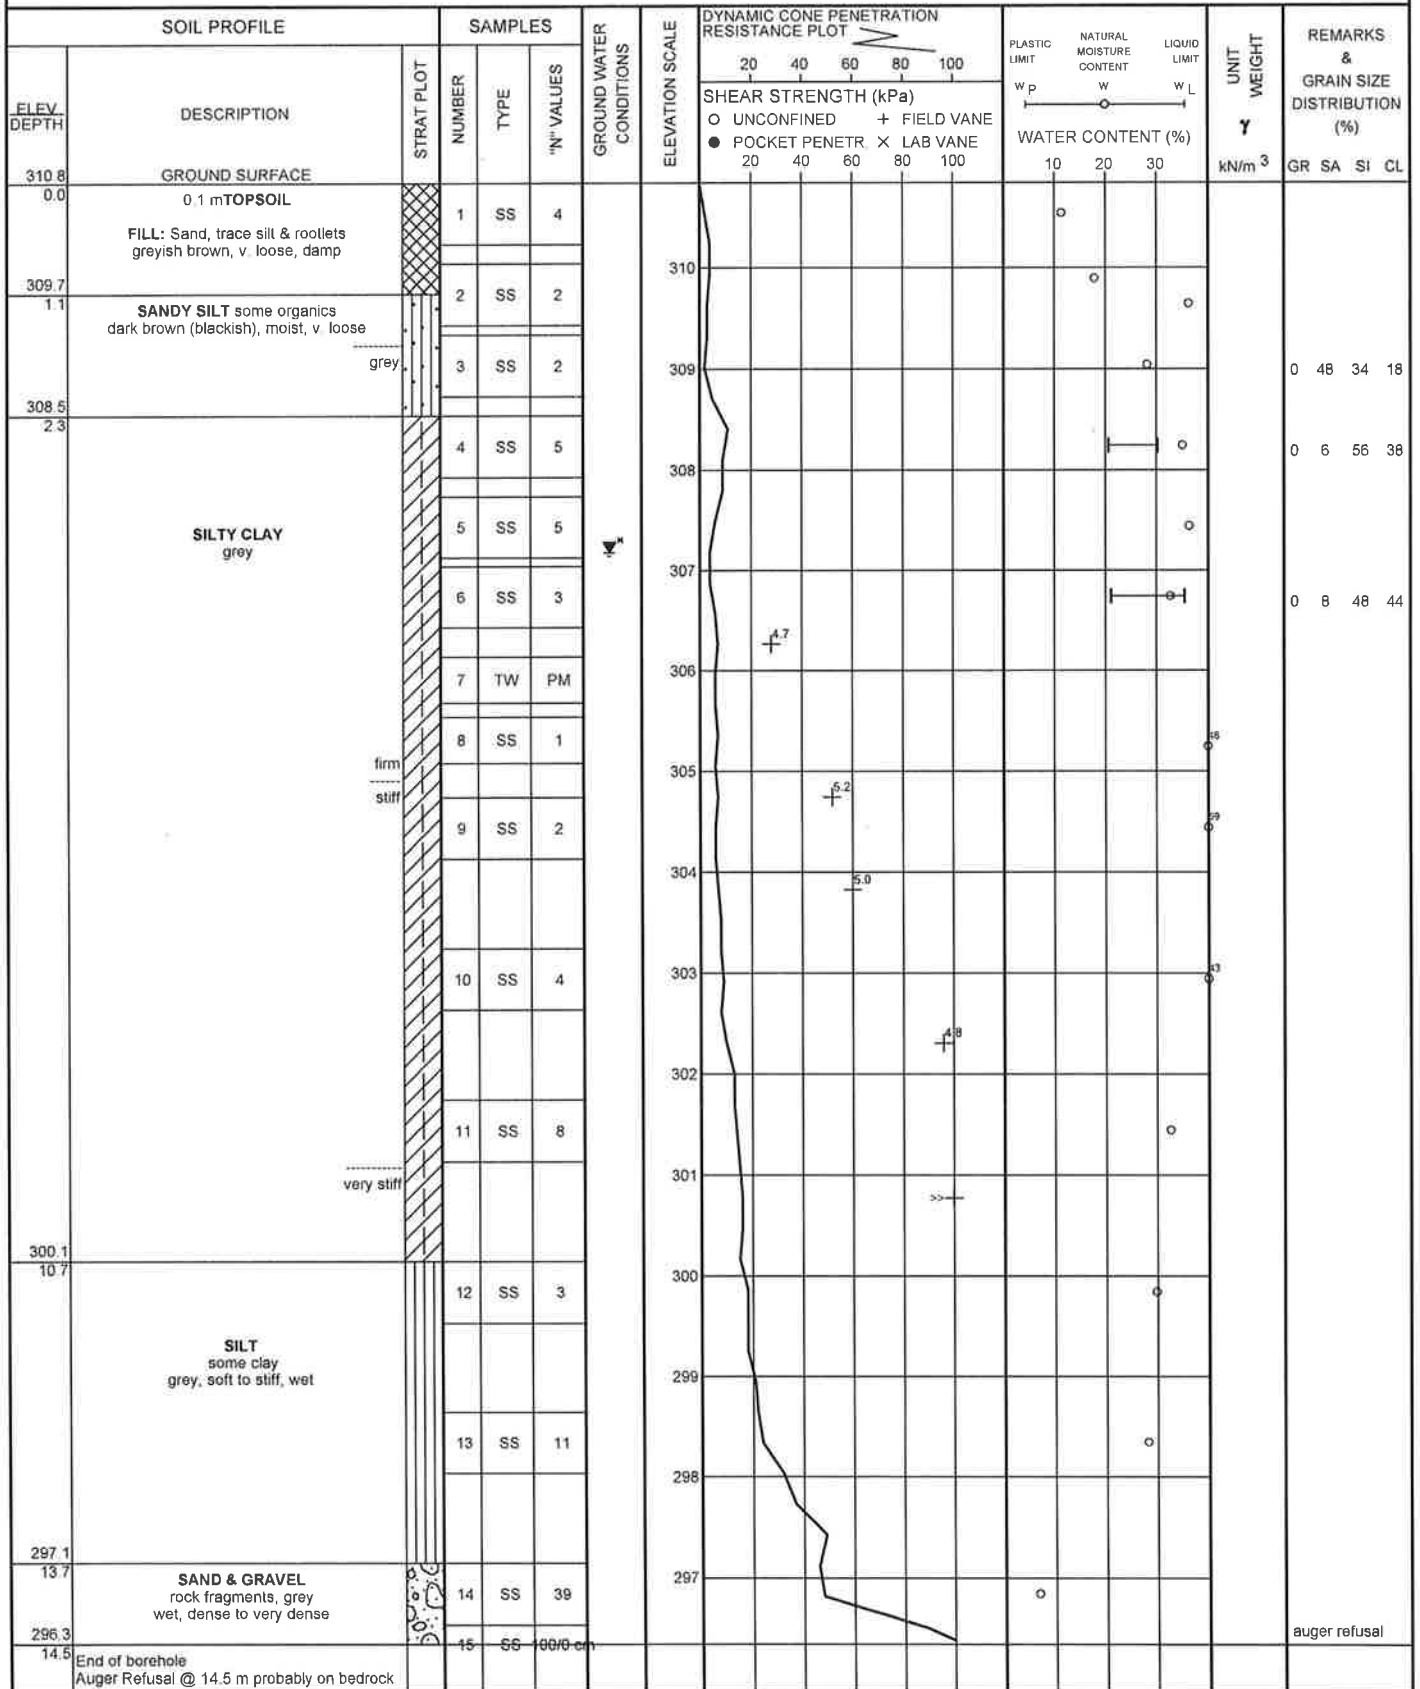 SOIL PROFILE
SAMPLES
GROUND WATER CONDITIONS
ELEVATION SCALE
DYNAMIC CONE PENETRATION
RESISTANCE PLOT
20 40 60 80 100
SHEAR STRENGTH (kPa)
○ UNCONFINED + FIELD VANE
● POCKET PENETR. × LAB VANE
20 40 60 80 100
PLASTIC LIMIT
NATURAL MOISTURE CONTENT
LIQUID LIMIT
W P W W L
WATER CONTENT (%)
10 20 30
UNIT WEIGHT
γ
kN/m 3
REMARKS
&
GRAIN SIZE
DISTRIBUTION
(%)
GR SA SI CL
ELEV
DEPTH
DESCRIPTION
STRAT PLOT
NUMBER
TYPE
"N" VALUES
310.8 GROUND SURFACE
0.0 0.1 mTOPSOIL
1 SS 4
FILL: Sand, trace silt & rootlets
greyish brown, v. loose, damp
310
309.7
1.1
2 SS 2
SANDY SILT some organics
dark brown (blackish), moist, v. loose
grey
3 SS 2
309
0 48 34 18
308.5
2.3
4 SS 5
0 6 56 38
308
5 SS 5
SILTY CLAY
grey
307
6 SS 3
0 8 48 44
4.7
306
7 TW PM
8 SS 1
firm
305
stiff
5.2
9 SS 2
304
5.0
303
43
10 SS 4
4.8
302
11 SS 8
301
very stiff
>>
300.1
10.7
300
12 SS 3
SILT
some clay
grey, soft to stiff, wet
299
13 SS 11
298
297.1
13.7
297
SAND & GRAVEL
rock fragments, grey
wet, dense to very dense
14 SS 39
296.3
14.5
15 SS 100/0 cm
auger refusal
End of borehole
Auger Refusal @ 14.5 m probably on bedrock